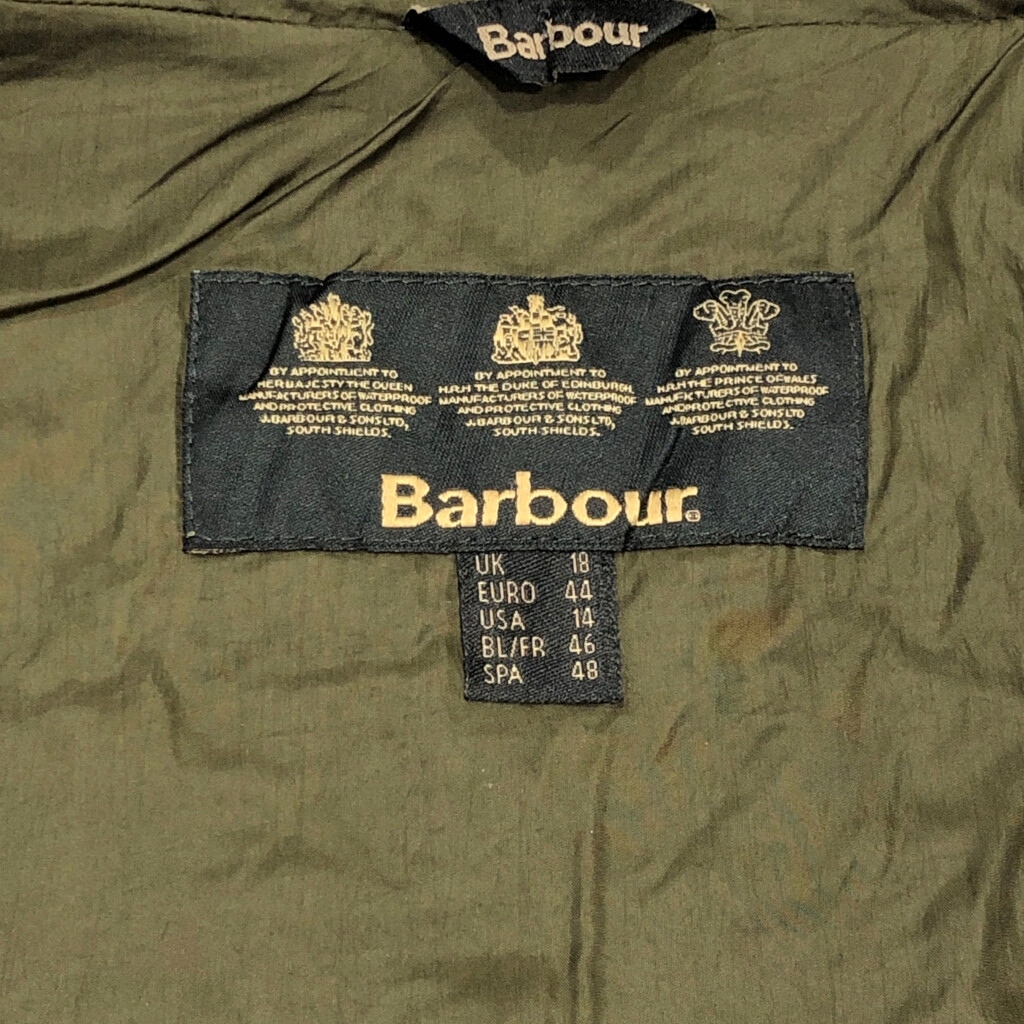 Barbour
BY APPOINTMENT TO
HER MAJESTY THE QUEEN
MANUFACTURERS OF WATERPROOF
AND PROTECTIVE CLOTHING
J. BARBOUR & SONS LTD,
SOUTH SHIELDS.
BY APPOINTMENT TO
H.R.H THE DUKE OF EDINBURGH,
MANUFACTURERS OF WATERPROOF
AND PROTECTIVE CLOTHING
J. BARBOUR & SONS LTD,
SOUTH SHIELDS.
BY APPOINTMENT TO
H.R.H THE PRINCE OF WALES
MANUFACTURERS OF WATERPROOF
AND PROTECTIVE CLOTHING
J. BARBOUR & SONS LTD
SOUTH SHIELDS.
Barbour®
UK 18
EURO 44
USA 14
BL/FR 46
SPA 48